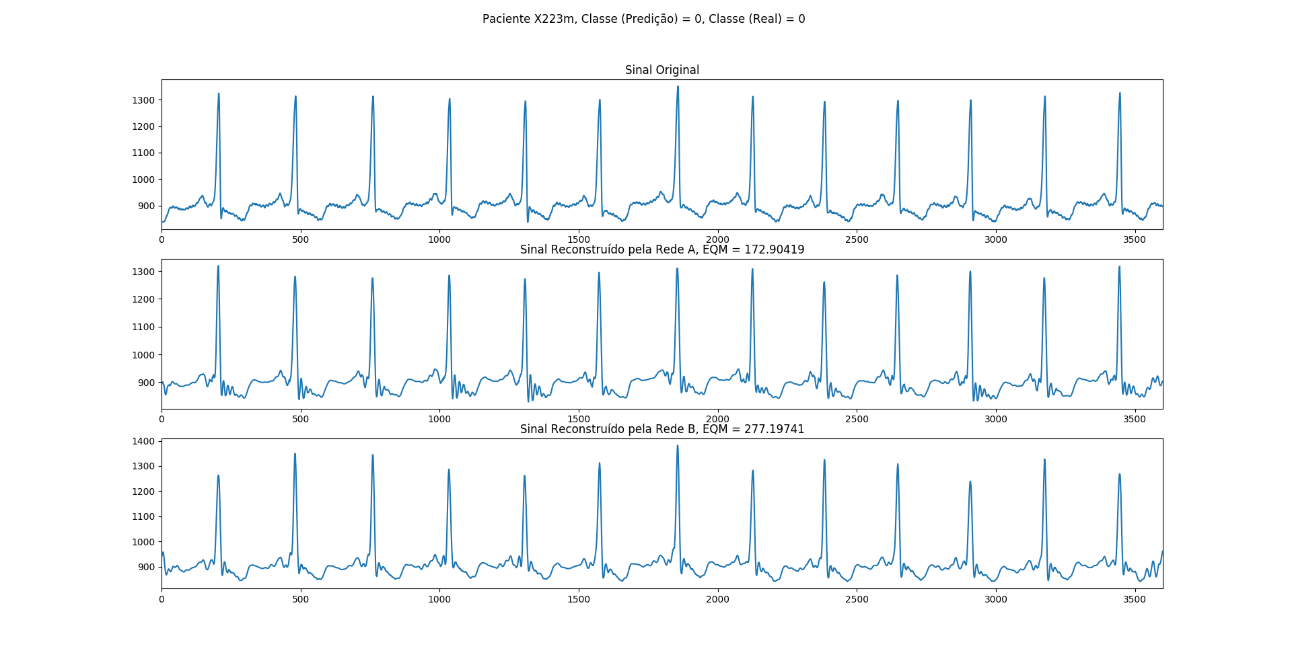 Paciente X223m, Classe (Predição) = 0, Classe (Real) = 0
Sinal Original
1300
1200
1100
1000
900
0 500 1000 1500 2000 2500 3000 3500
Sinal Reconstruído pela Rede A, EQM = 172.90419
1300
1200
1100
1000
900
0 500 1000 1500 2000 2500 3000 3500
Sinal Reconstruído pela Rede B, EQM = 277.19741
1400
1300
1200
1100
1000
900
0 500 1000 1500 2000 2500 3000 3500